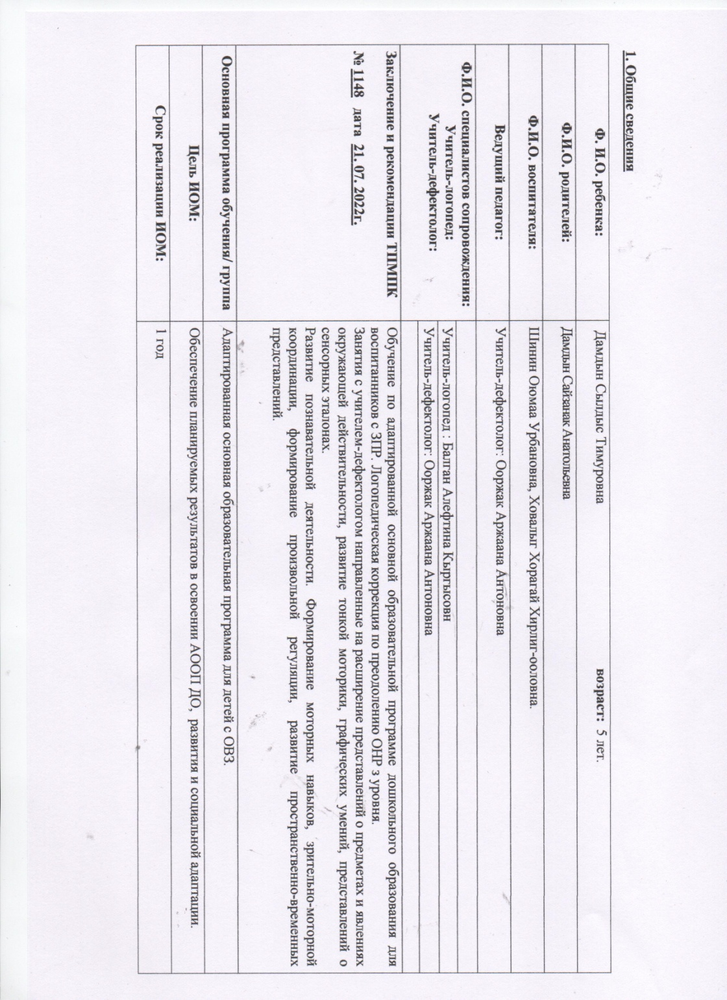 1. Общие сведения
Ф. И.О. ребенка:
Дамдын Сылдыс Тимуровна возраст: 5 лет.
Ф.И.О. родителей:
Дамдын Сайзанак Анатольевна
Ф.И.О. воспитателя:
Шинин Оюмаа Урбановна, Ховалыг Хорагай Хирлиг-ооловна.
Ведущий педагог:
Учитель-дефектолог: Ооржак Аржаана Антоновна
Ф.И.О. специалистов сопровождения:
Учитель-логопед:
Учитель-дефектолог:
Учитель-логопед : Балган Алефтина Кыргысовн
Учитель-дефектолог: Ооржак Аржаана Антоновна
Заключение и рекомендации ТПМПК
№ 1148 дата 21. 07. 2022г.
Обучение по адаптированной основной образовательной программе дошкольного образования для
воспитанников с ЗПР. Логопедическая коррекция по преодолению ОНР з уровня.
Занятия с учителем-дефектологом направленные на расширение представлений о предметах и явлениях
окружающей действительности, развитие тонкой моторики, графических умений, представлений о
сенсорных эталонах.
Развитие познавательной деятельности. Формирование моторных навыков, зрительно-моторной
координации, формирование произвольной регуляции, развитие пространственно-временных
представлений.
Основная программа обучения/ группа
Адаптированная основная образовательная программа для детей с ОВЗ.
Цель ИОМ:
Обеспечение планируемых результатов в освоении АООП ДО, развития и социальной адаптации.
Срок реализации ИОМ:
1 год